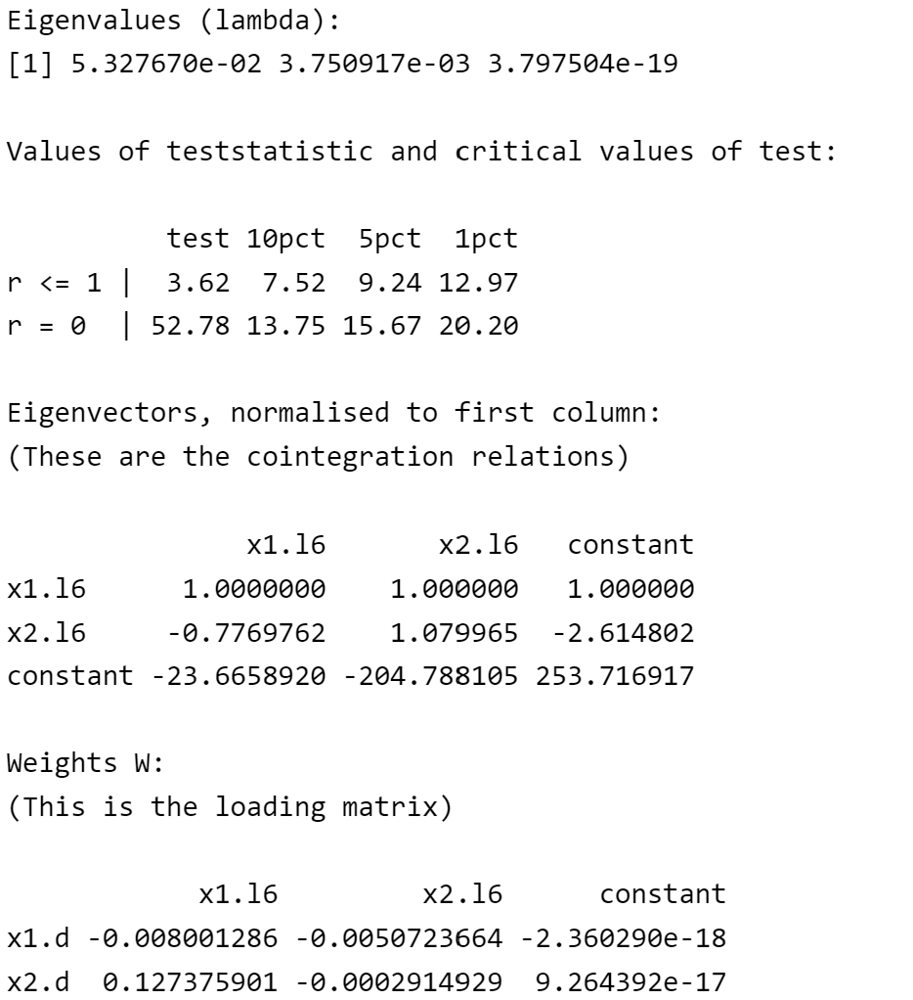 Eigenvalues (lambda):
[1] 5.327670e-02 3.750917e-03 3.797504e-19
Values of teststatistic and critical values of test:
test 10pct 5pct 1pct
r <= 1 | 3.62 7.52 9.24 12.97
r = 0 | 52.78 13.75 15.67 20.20
Eigenvectors, normalised to first column:
(These are the cointegration relations)
x1.l6 x2.l6 constant
x1.l6 1.0000000 1.000000 1.000000
x2.l6 -0.7769762 1.079965 -2.614802
constant -23.6658920 -204.788105 253.716917
Weights W:
(This is the loading matrix)
x1.l6 x2.l6 constant
x1.d -0.008001286 -0.0050723664 -2.360290e-18
x2.d 0.127375901 -0.0002914929 9.264392e-17